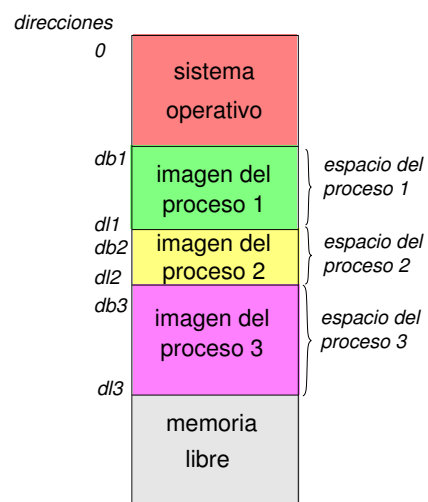 direcciones
0
sistema
operativo
db1
imagen del
proceso 1
espacio del
proceso 1
dl1
db2
imagen del
proceso 2
espacio del
proceso 2
dl2
db3
imagen del
proceso 3
espacio del
proceso 3
dl3
memoria
libre